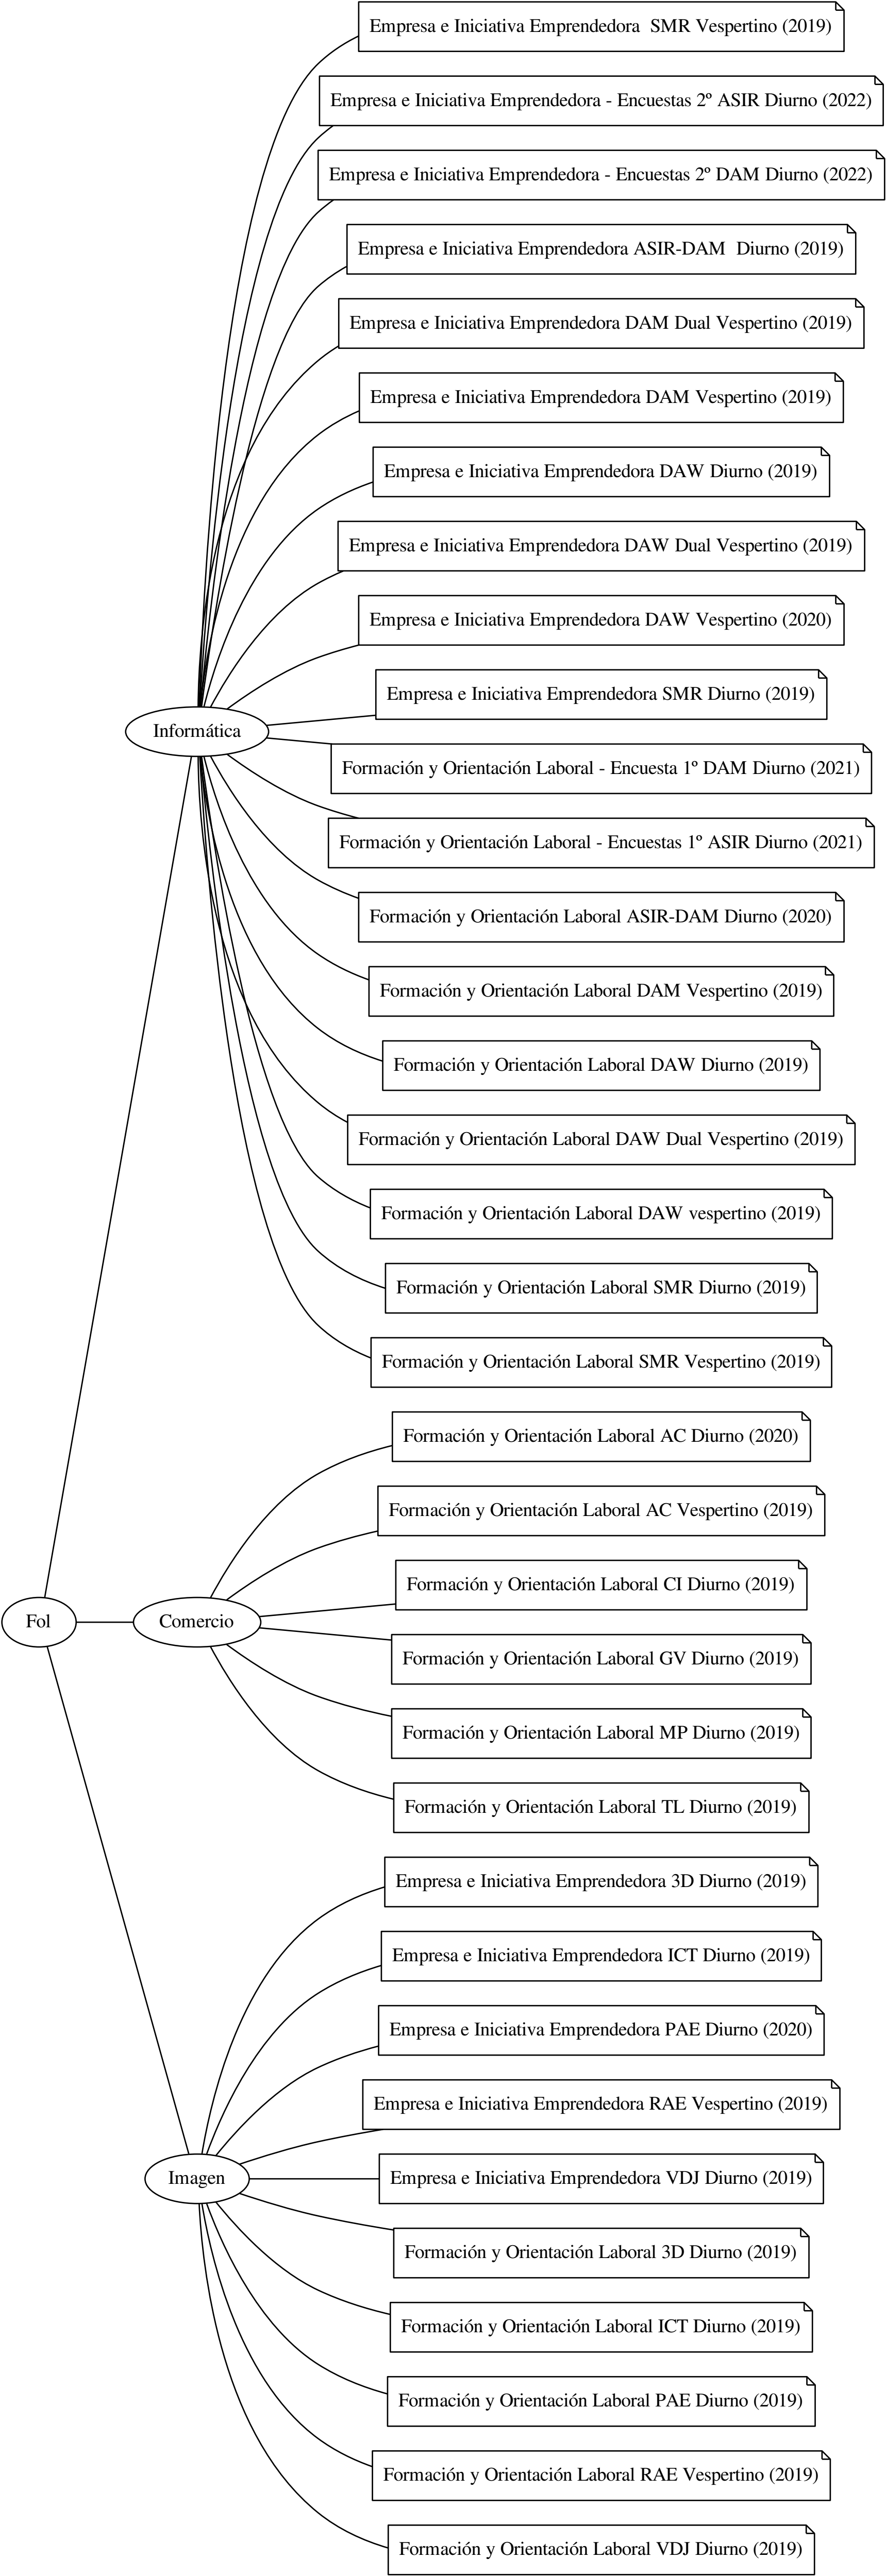 Empresa e Iniciativa Emprendedora  SMR Vespertino (2019)
Empresa e Iniciativa Emprendedora - Encuestas 2º ASIR Diurno (2022)
Empresa e Iniciativa Emprendedora - Encuestas 2º DAM Diurno (2022)
Empresa e Iniciativa Emprendedora ASIR-DAM  Diurno (2019)
Empresa e Iniciativa Emprendedora DAM Dual Vespertino (2019)
Empresa e Iniciativa Emprendedora DAM Vespertino (2019)
Empresa e Iniciativa Emprendedora DAW Diurno (2019)
Empresa e Iniciativa Emprendedora DAW Dual Vespertino (2019)
Empresa e Iniciativa Emprendedora DAW Vespertino (2020)
Empresa e Iniciativa Emprendedora SMR Diurno (2019)
Informática
Formación y Orientación Laboral - Encuesta 1º DAM Diurno (2021)
Formación y Orientación Laboral - Encuestas 1º ASIR Diurno (2021)
Formación y Orientación Laboral ASIR-DAM Diurno (2020)
Formación y Orientación Laboral DAM Vespertino (2019)
Formación y Orientación Laboral DAW Diurno (2019)
Formación y Orientación Laboral DAW Dual Vespertino (2019)
Formación y Orientación Laboral DAW vespertino (2019)
Formación y Orientación Laboral SMR Diurno (2019)
Formación y Orientación Laboral SMR Vespertino (2019)
Formación y Orientación Laboral AC Diurno (2020)
Formación y Orientación Laboral AC Vespertino (2019)
Formación y Orientación Laboral CI Diurno (2019)
Fol
Comercio
Formación y Orientación Laboral GV Diurno (2019)
Formación y Orientación Laboral MP Diurno (2019)
Formación y Orientación Laboral TL Diurno (2019)
Empresa e Iniciativa Emprendedora 3D Diurno (2019)
Empresa e Iniciativa Emprendedora ICT Diurno (2019)
Empresa e Iniciativa Emprendedora PAE Diurno (2020)
Empresa e Iniciativa Emprendedora RAE Vespertino (2019)
Imagen
Empresa e Iniciativa Emprendedora VDJ Diurno (2019)
Formación y Orientación Laboral 3D Diurno (2019)
Formación y Orientación Laboral ICT Diurno (2019)
Formación y Orientación Laboral PAE Diurno (2019)
Formación y Orientación Laboral RAE Vespertino (2019)
Formación y Orientación Laboral VDJ Diurno (2019)